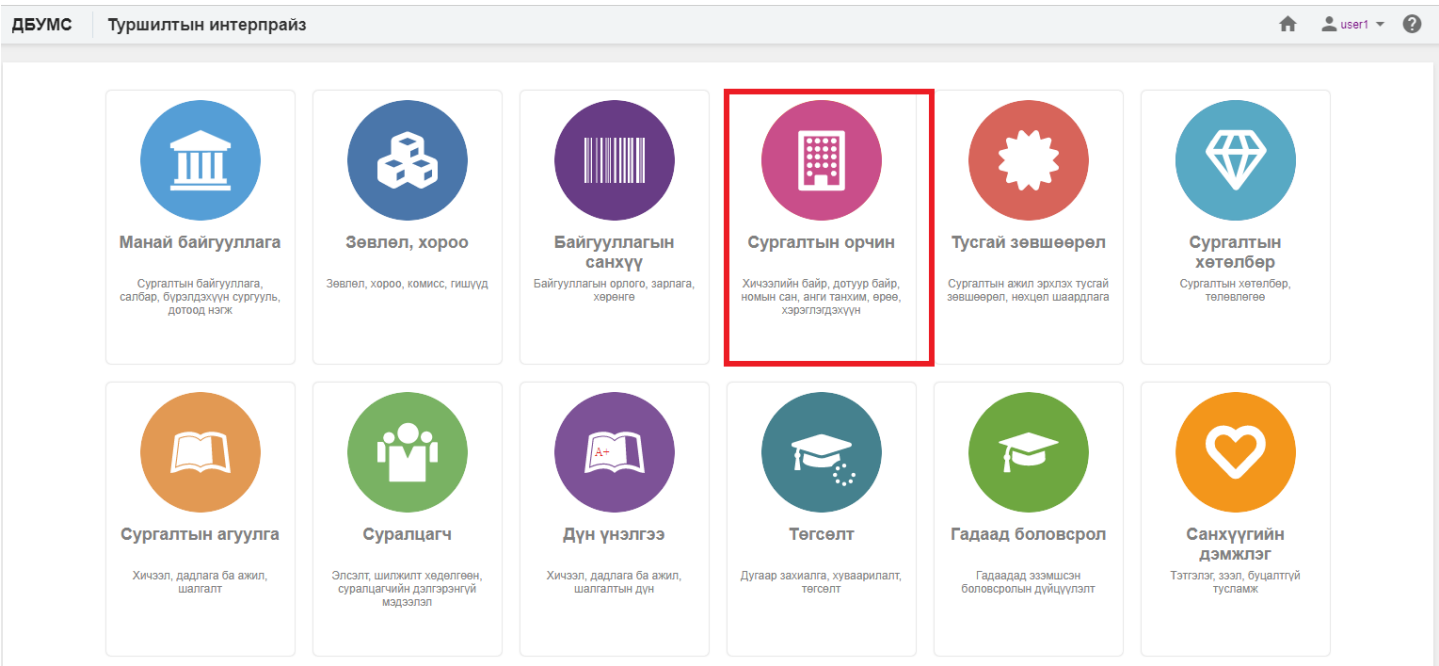 ДБУМС Туршилтын интерпрайз user1
Манай байгууллага
Сургалтын байгууллага,
салбар, бүрэлдэхүүн сургууль,
дотоод нэгж
Зөвлөл, хороо
Зөвлөл, хороо, комисс, гишүүд
Байгууллагын
санхүү
Байгууллагын орлого, зарлага,
хөрөнгө
Сургалтын орчин
Хичээлийн байр, дотуур байр,
номын сан, анги танхим, өрөө,
хэрэглэгдэхүүн
Тусгай зөвшөөрөл
Сургалтын ажил эрхлэх тусгай
зөвшөөрөл, нөхцөл шаардлага
Сургалтын
хөтөлбөр
Сургалтын хөтөлбөр,
төлөвлөгөө
Сургалтын агуулга
Хичээл, дадлага ба ажил,
шалгалт
Суралцагч
Элсэлт, шилжилт хөдөлгөөн,
суралцагчийн дэлгэрэнгүй
мэдээлэл
A+
Дүн үнэлгээ
Хичээл, дадлага ба ажил,
шалгалтын дүн
Төгсөлт
Дугаар захиалга, хуваарилалт,
төгсөлт
Гадаад боловсрол
Гадаадад эзэмшсэн
боловсролын дүйцүүлэлт
Санхүүгийн
дэмжлэг
Тэтгэлэг, зээл, буцалтгүй
тусламж